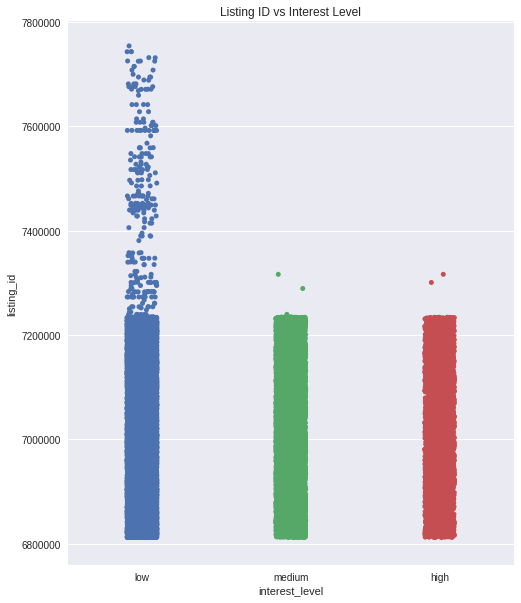 Listing ID vs Interest Level
7800000
7600000
7400000
7200000
7000000
6800000
listing_id
low medium high
interest_level